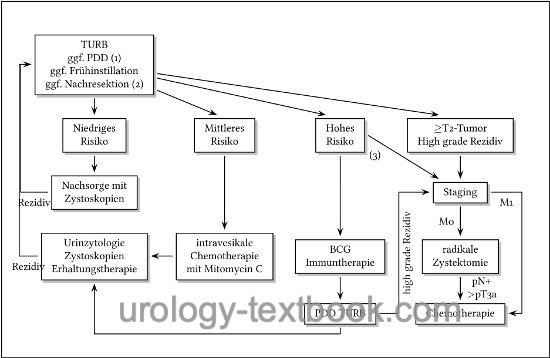 TURB
ggf. PDD (1)
ggf. Frühinstillation
ggf. Nachresektion (2)
Niedriges
Risiko
Mittleres
Risiko
Hohes
Risiko
≥T2-Tumor
High grade Rezidiv
(3)
Nachsorge mit
Zystoskopien
Rezidiv
Staging
M0
M1
Urinzytologie
Zystoskopien
Erhaltungstherapie
Rezidiv
intravesikale
Chemotherapie
mit Mitomycin C
BCG
Immuntherapie
high grade Rezidiv
radikale
Zystektomie
pN+
>pT3a
PDD TURB
Chemotherapie
urology-textbook.com